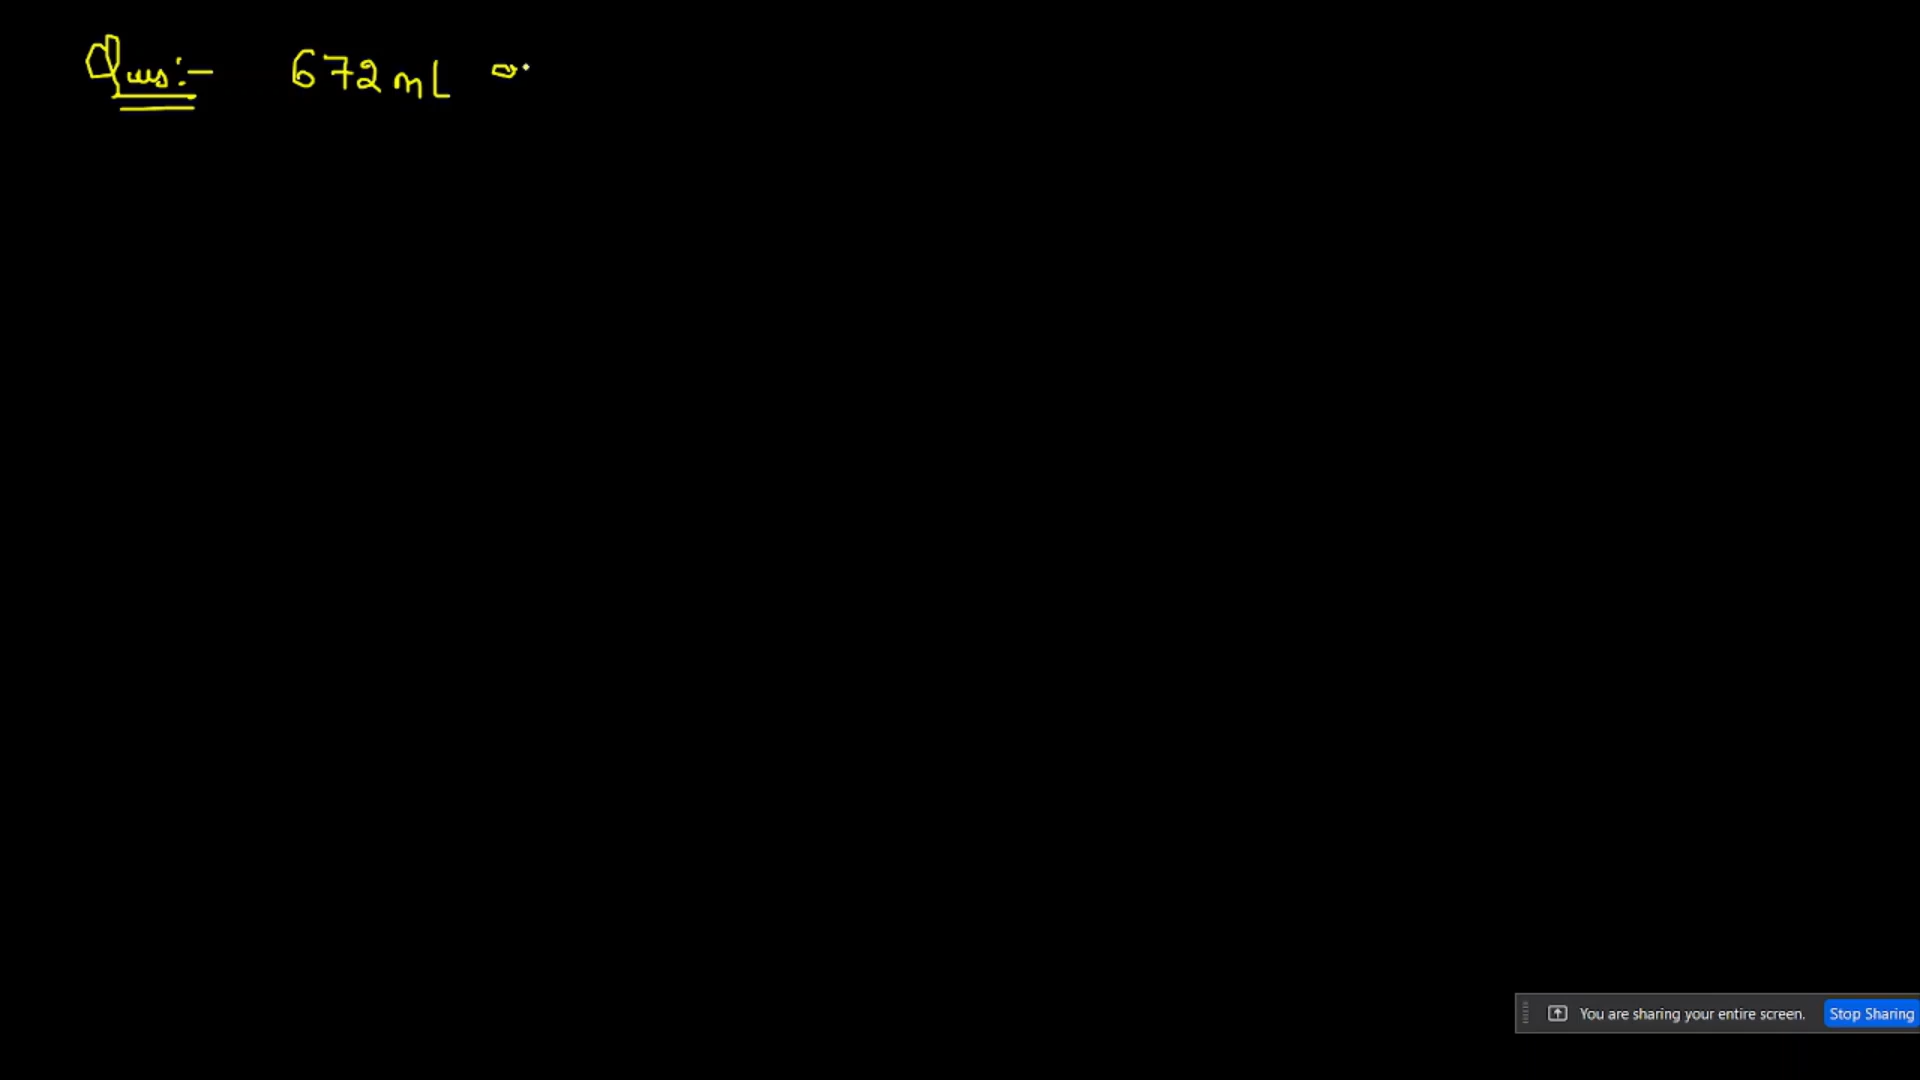 Ques:- 672 mL
You are sharing your entire screen. Stop Sharing